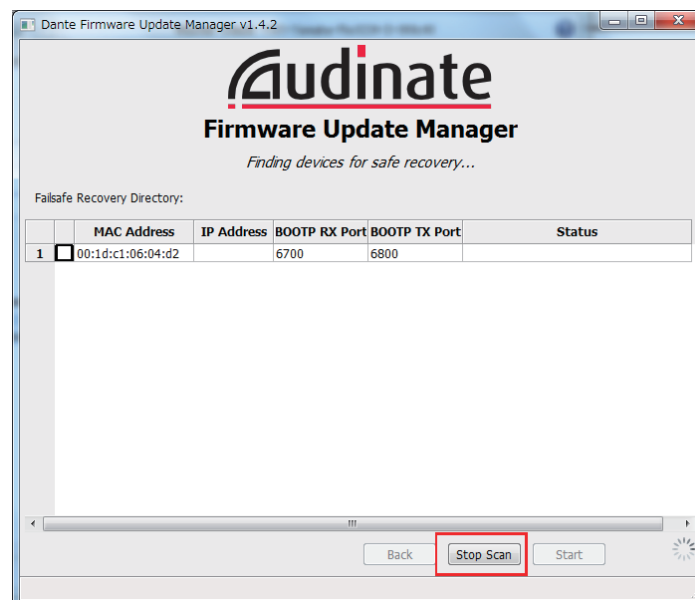 Dante Firmware Update Manager v1.4.2
Audinate
Firmware Update Manager
Finding devices for safe recovery...
Failsafe Recovery Directory:
MAC Address IP Address BOOTP RX Port BOOTP TX Port Status
1 00:1d:c1:06:04:d2 6700 6800
Back Stop Scan Start